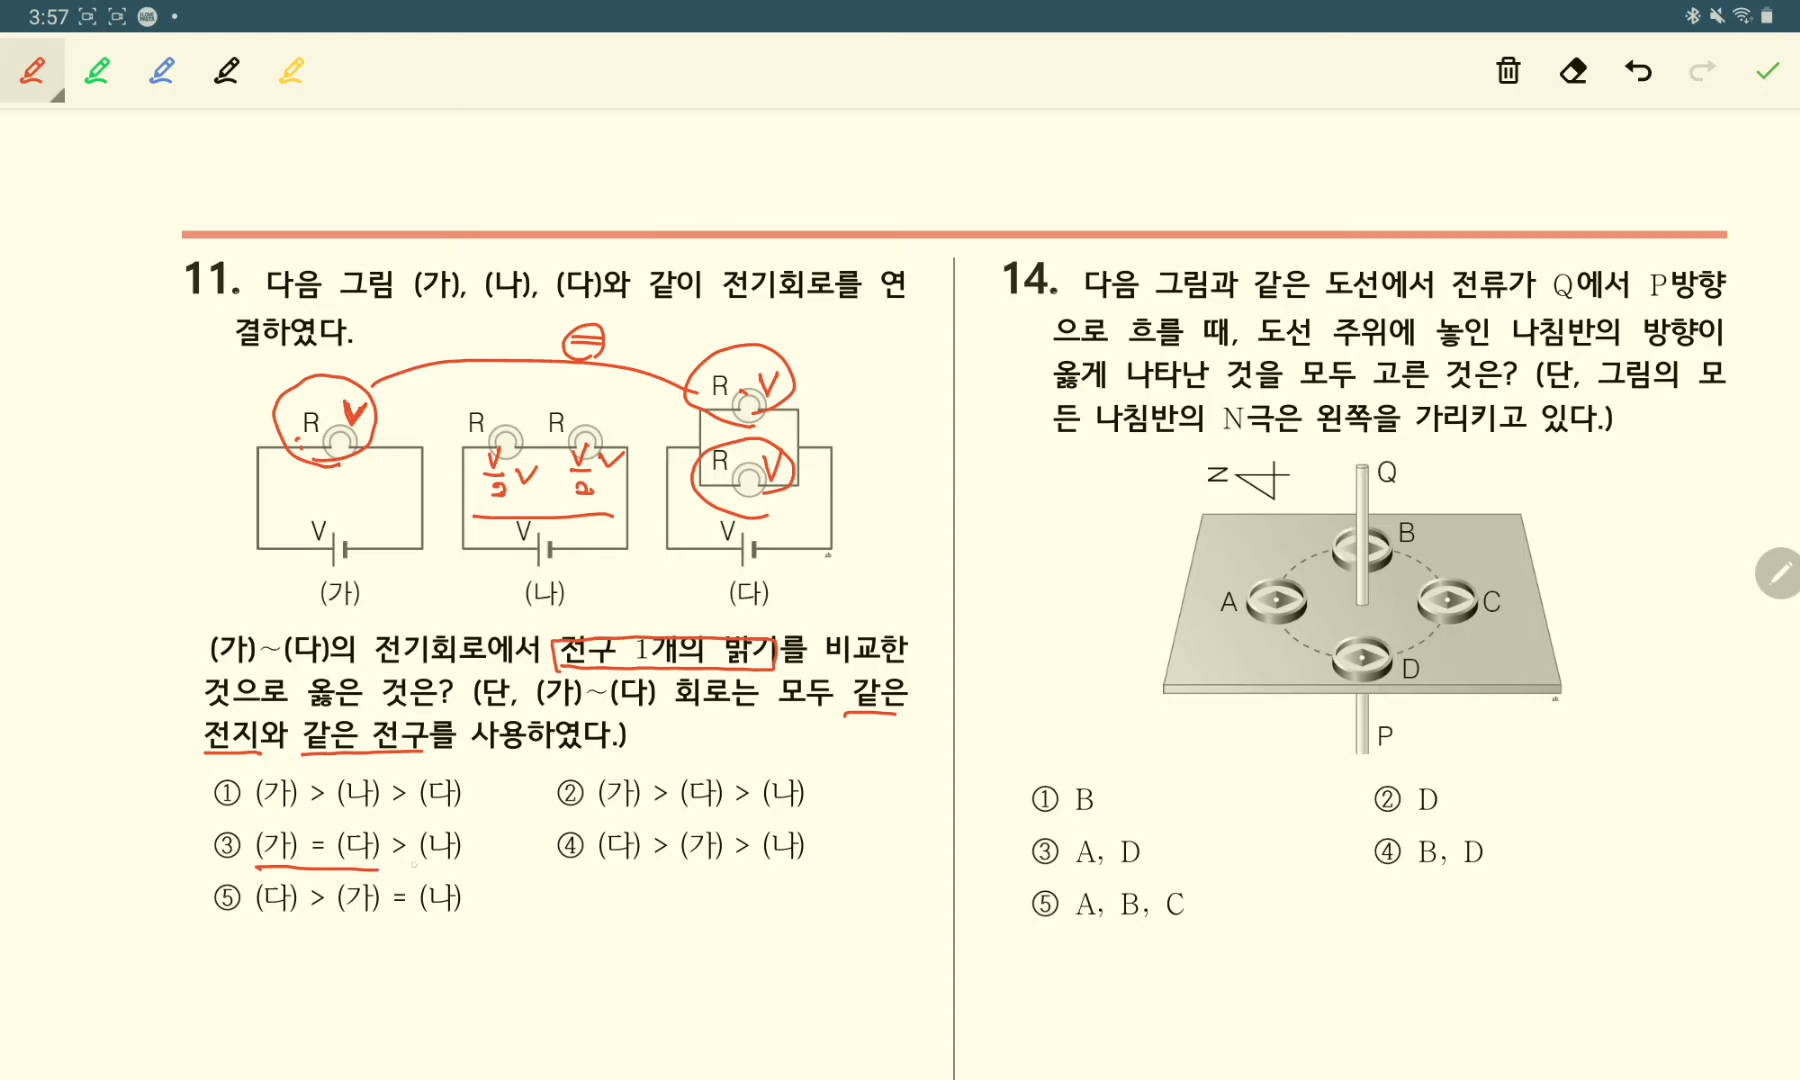 3:57
11. 다음 그림 (가), (나), (다)와 같이 전기회로를 연
결하였다.
R V
V
(가)
R R
V/2 V V/2 V
V
(나)
R V
R V
V
(다)
(가)~(다)의 전기회로에서 전구 1개의 밝기를 비교한
것으로 옳은 것은? (단, (가)~(다) 회로는 모두 같은
전지와 같은 전구를 사용하였다.)
① (가) > (나) > (다)
② (가) > (다) > (나)
③ (가) = (다) > (나)
④ (다) > (가) > (나)
⑤ (다) > (가) = (나)
14. 다음 그림과 같은 도선에서 전류가 Q에서 P방향
으로 흐를 때, 도선 주위에 놓인 나침반의 방향이
옳게 나타난 것을 모두 고른 것은? (단, 그림의 모
든 나침반의 N극은 왼쪽을 가리키고 있다.)
N
Q
B
A
C
D
P
① B
② D
③ A, D
④ B, D
⑤ A, B, C